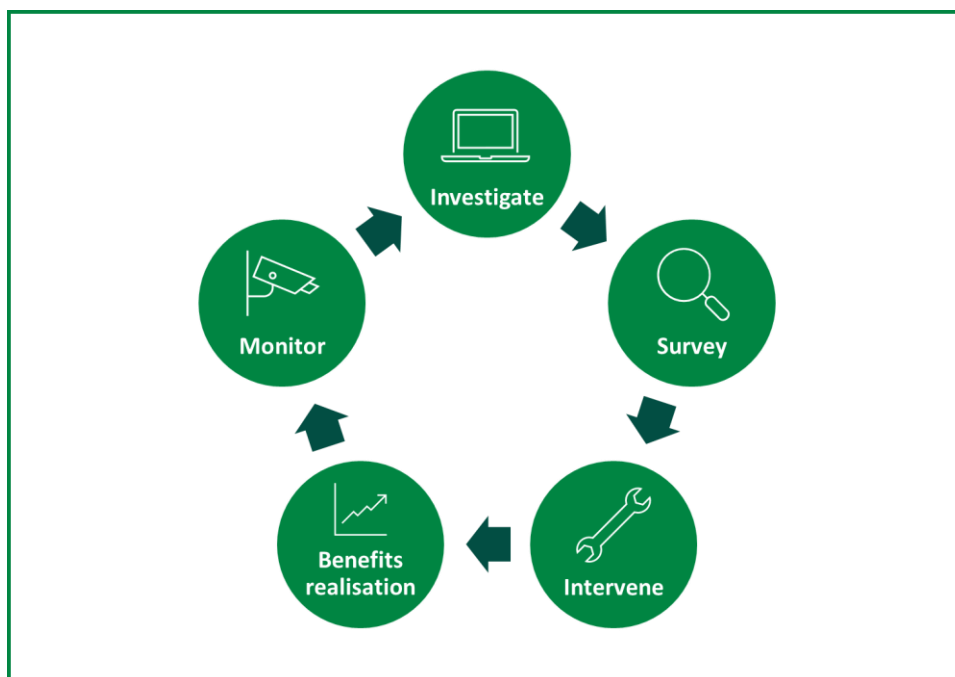 Investigate
Survey
Intervene
Benefits
realisation
Monitor